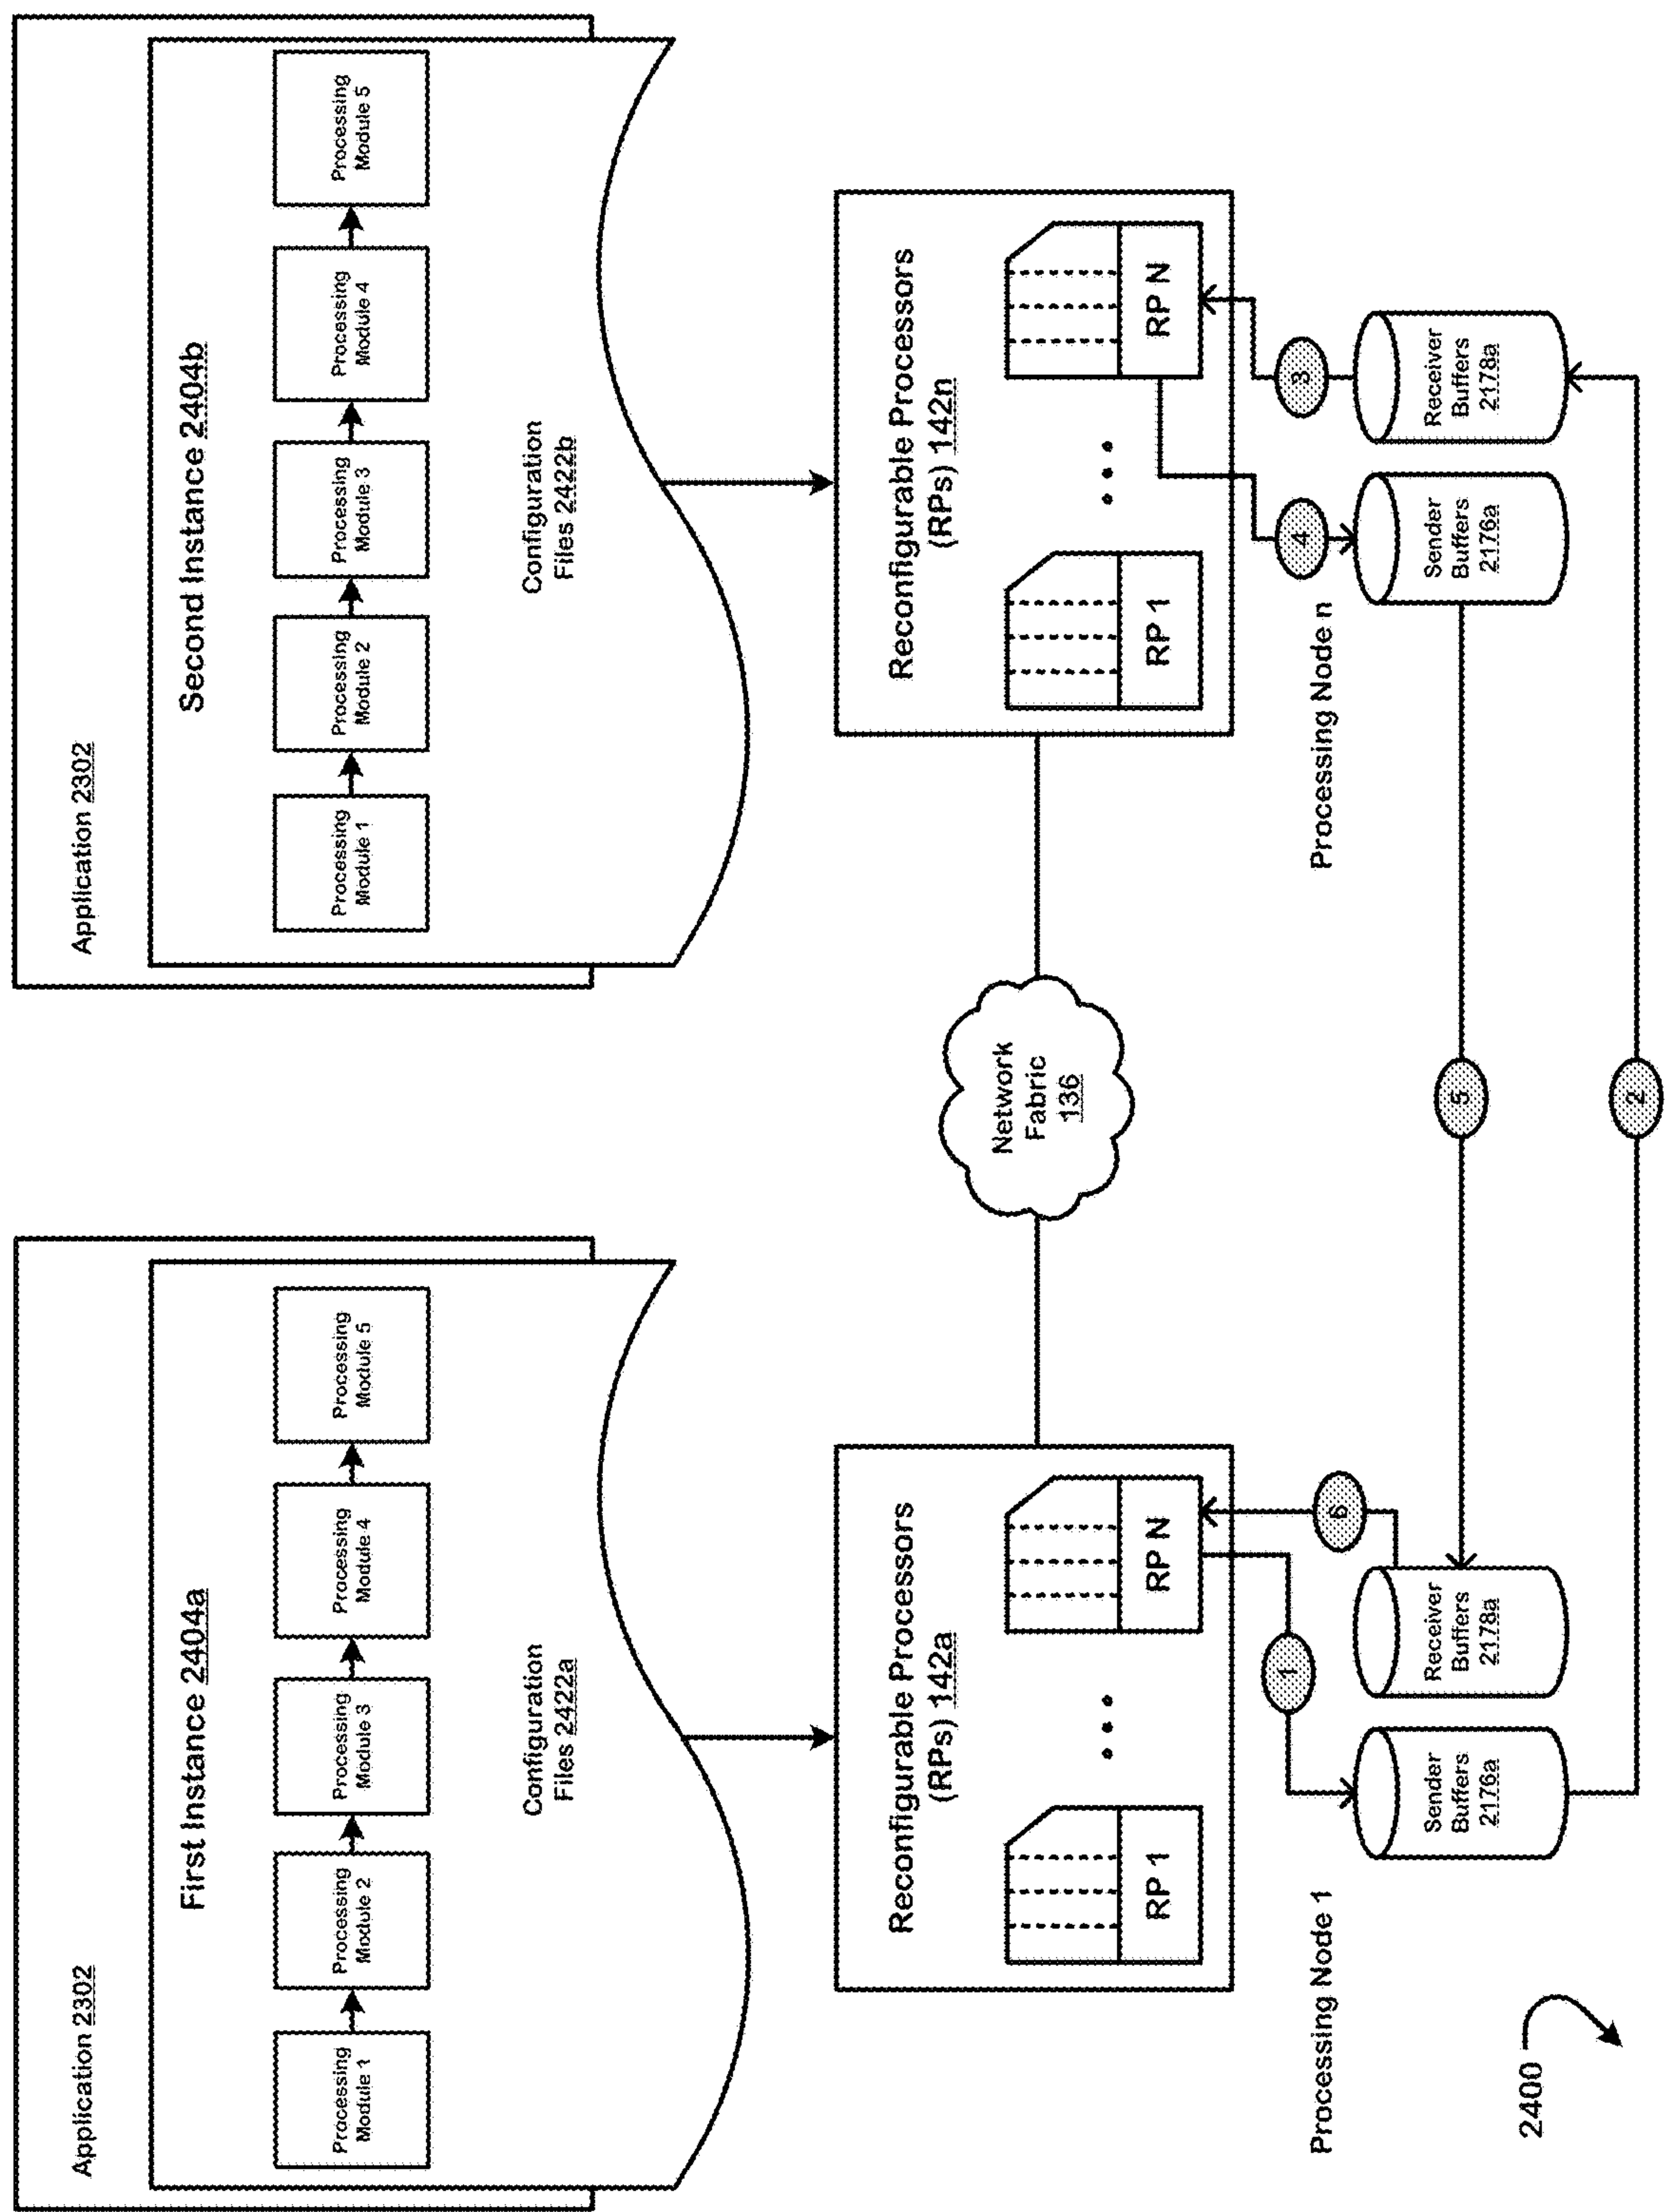 Application 2302
First Instance 2404a
Processing
Module 1
Processing
Module 2
Processing
Module 3
Processing
Module 4
Processing
Module 5
Configuration
Files 2422a
Application 2302
Second Instance 2404b
Processing
Module 1
Processing
Module 2
Processing
Module 3
Processing
Module 4
Processing
Module 5
Configuration
Files 2422b
Reconfigurable Processors
(RPs) 142a
RP 1
• • •
RP N
Network
Fabric
136
Reconfigurable Processors
(RPs) 142n
RP 1
• • •
RP N
Processing Node 1
1
6
Sender
Buffers
2176a
Receiver
Buffers
2178a
Processing Node n
4
3
Sender
Buffers
2176a
Receiver
Buffers
2178a
5
2
2400